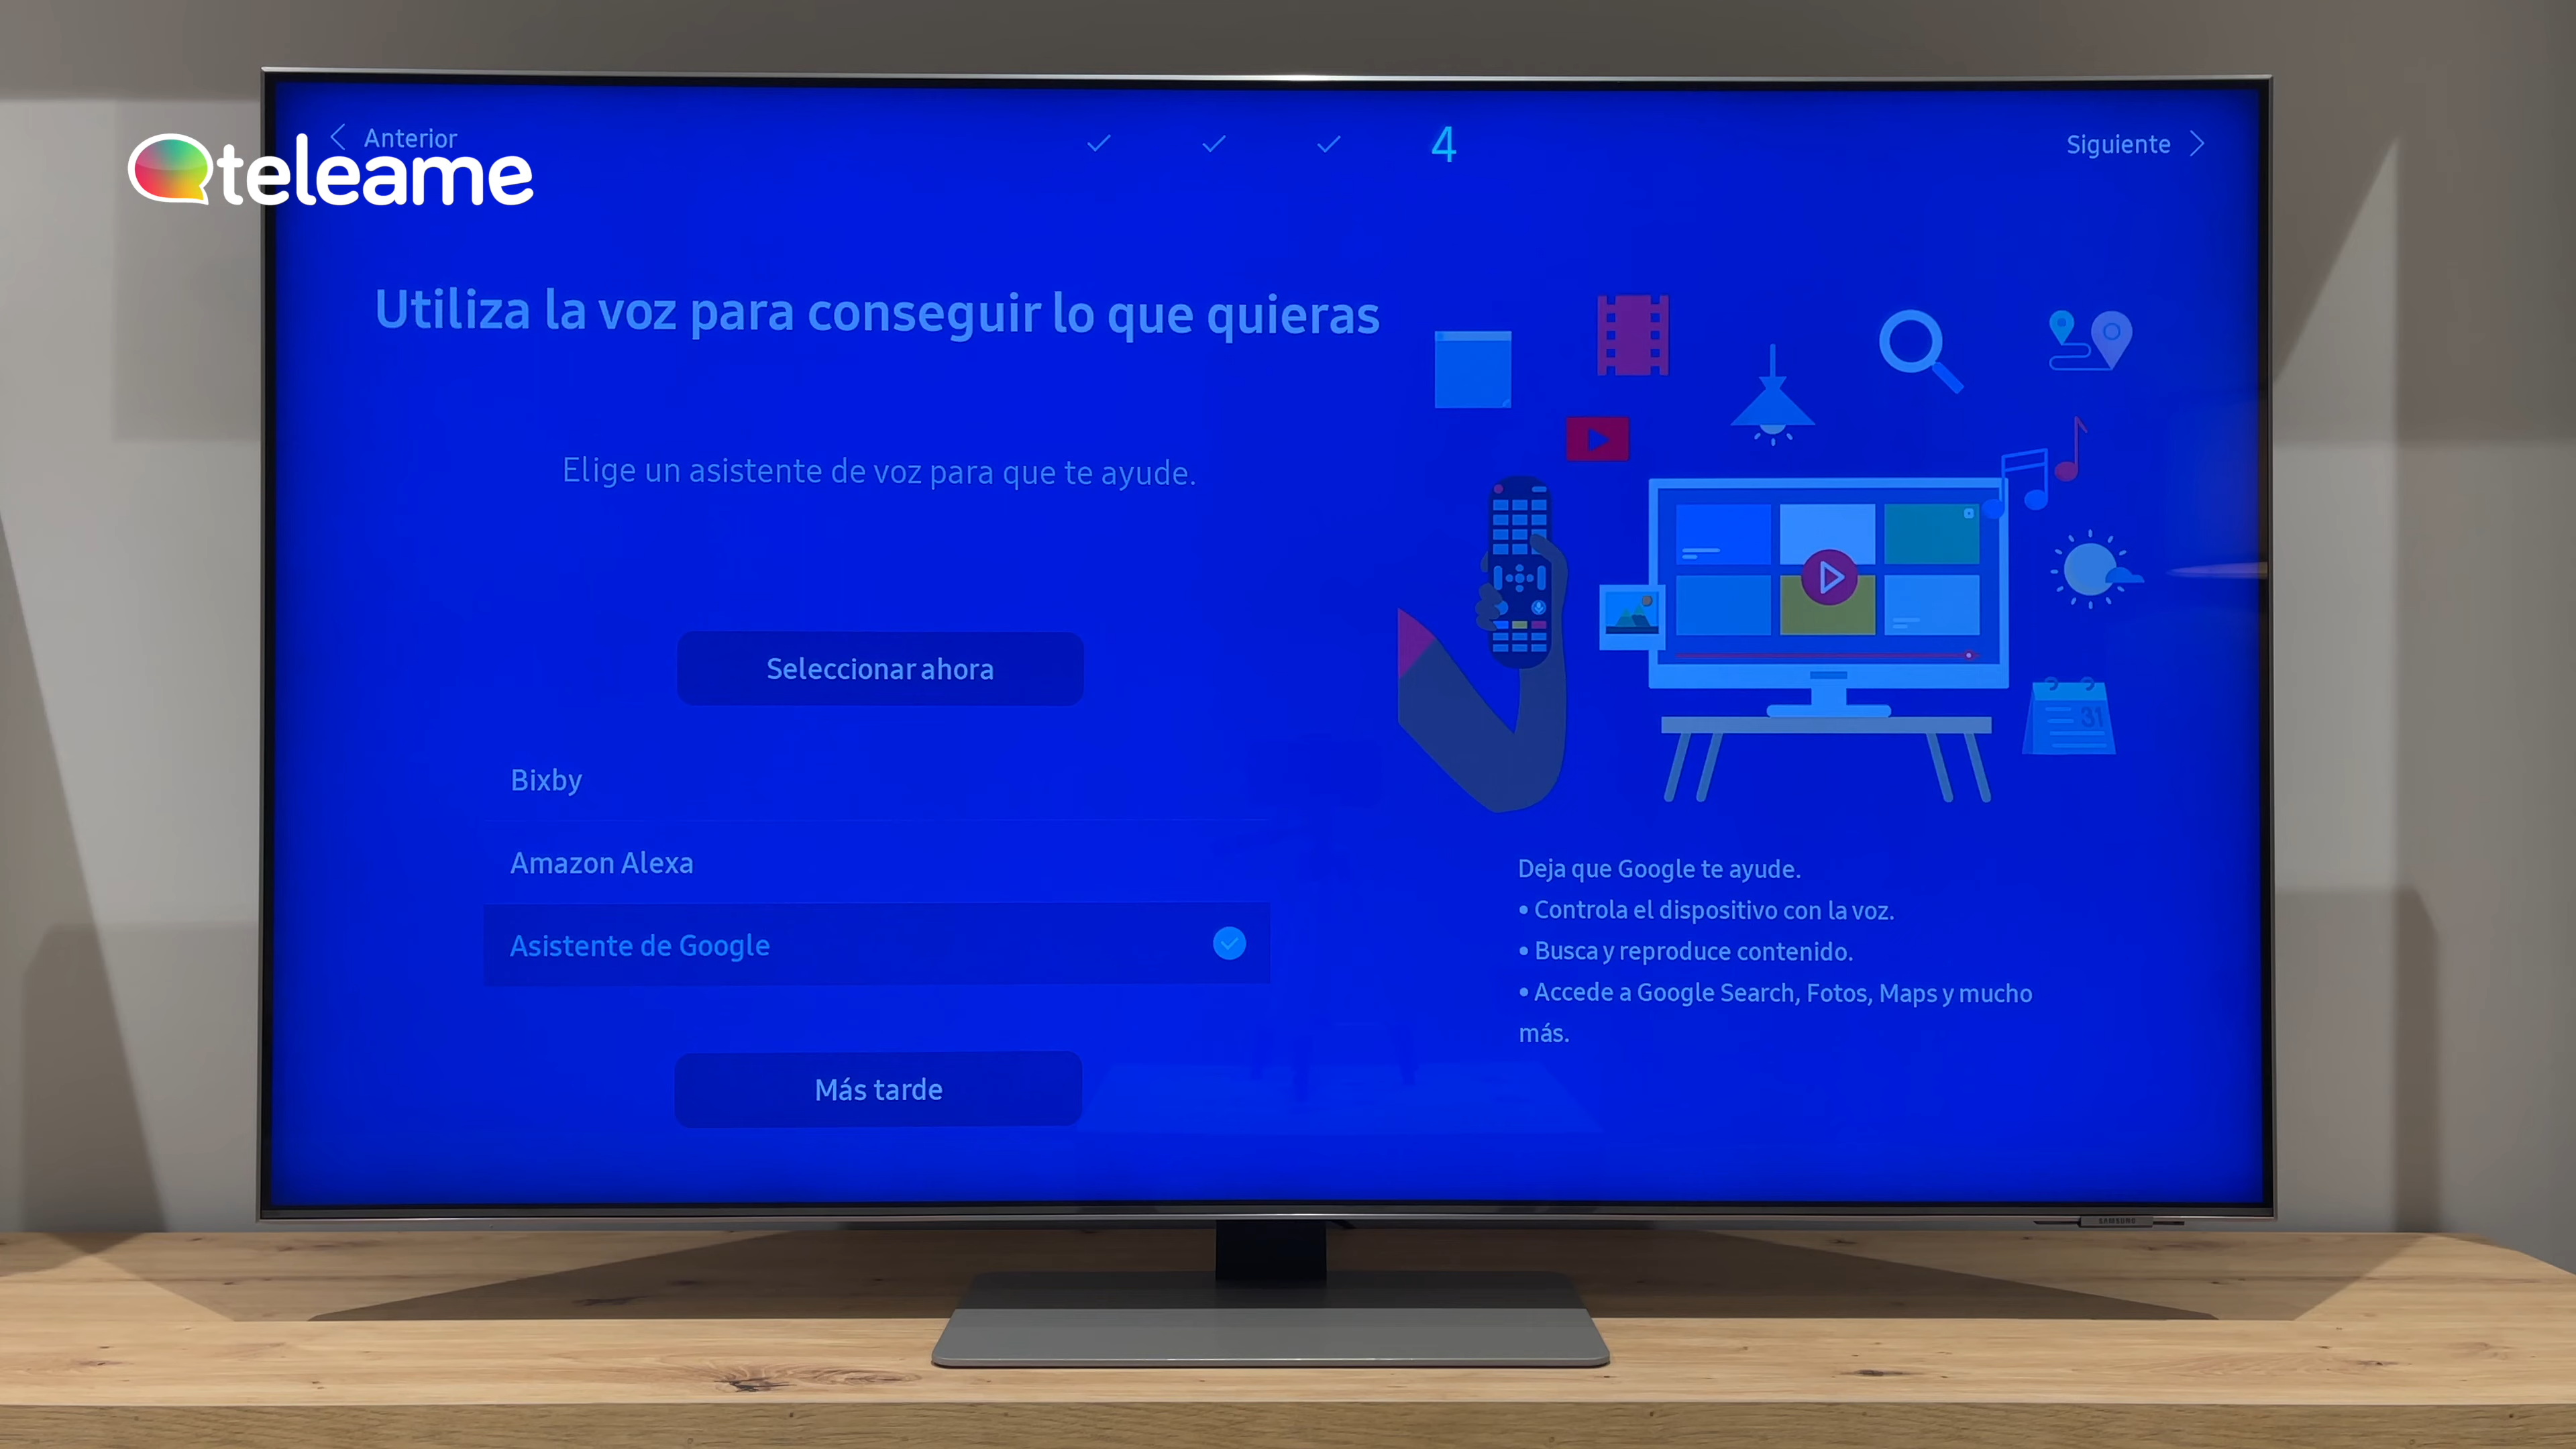 Anterior
4
Siguiente
teleame
Utiliza la voz para conseguir lo que quieras
Elige un asistente de voz para que te ayude.
Seleccionar ahora
Bixby
Amazon Alexa
Asistente de Google
Más tarde
31
Deja que Google te ayude.
• Controla el dispositivo con la voz.
• Busca y reproduce contenido.
• Accede a Google Search, Fotos, Maps y mucho
más.
SAMSUNG